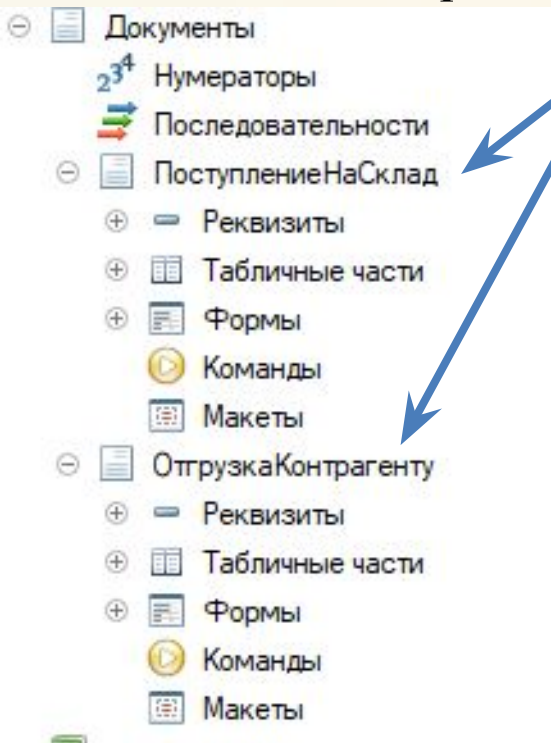 Документы
Нумераторы
Последовательности
ПоступлениеНаСклад
Реквизиты
Табличные части
Формы
Команды
Макеты
ОтгрузкаКонтрагенту
Реквизиты
Табличные части
Формы
Команды
Макеты